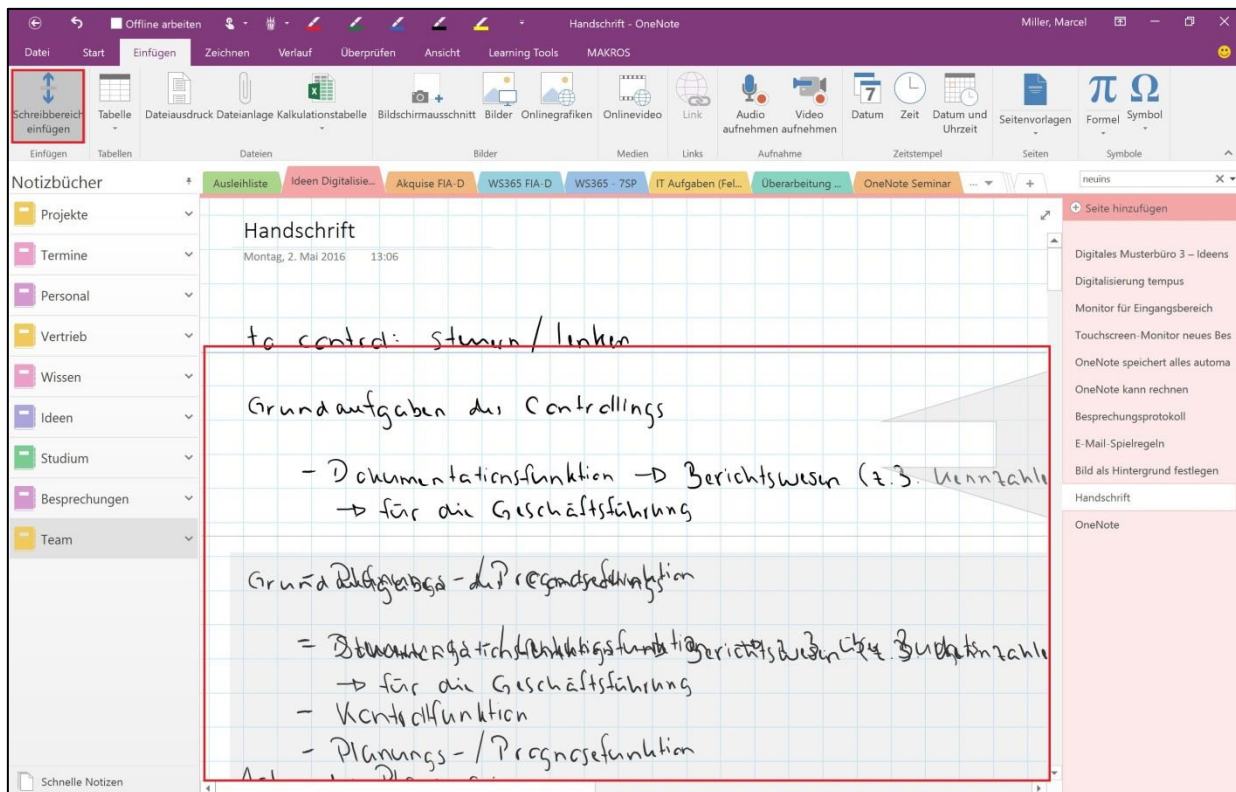 Offline arbeiten
Handschrift - OneNote
Miller, Marcel
Datei Start Einfügen Zeichnen Verlauf Überprüfen Ansicht Learning Tools MAKROS
Schreibbereich einfügen
Tabelle
Dateiausdruck
Dateianlage
Kalkulationstabelle
Bildschirmausschnitt
Bilder
Onlinegrafiken
Onlinevideo
Link
Audio aufnehmen
Video aufnehmen
7
Datum
Zeit
Datum und Uhrzeit
Seitenvorlagen
π
Formel
Ω
Symbol
Einfügen Tabellen Dateien Bilder Medien Links Aufnahme Zeitstempel Seiten Symbole
Notizbücher
Projekte
Termine
Personal
Vertrieb
Wissen
Ideen
Studium
Besprechungen
Team
Schnelle Notizen
Ausleihliste Ideen Digitalisie... Akquise FIA-D WS365 FIA-D WS365 - 7SP IT Aufgaben (Fel... Überarbeitung ... OneNote Seminar ...
neuins
Handschrift
Montag, 2. Mai 2016 13:06
to control: steuern / lenken
Grundaufgaben des Controllings
- Dokumentationsfunktion → Berichtswesen (z.B. Kennzahle
→ für die Geschäftsführung
→ für die Geschäftsführung
- Kontrollfunktion
- Planungs-/Prognosefunktion
Seite hinzufügen
Digitales Musterbüro 3 – Ideens
Digitalisierung tempus
Monitor für Eingangsbereich
Touchscreen-Monitor neues Bes
OneNote speichert alles automa
OneNote kann rechnen
Besprechungsprotokoll
E-Mail-Spielregeln
Bild als Hintergrund festlegen
Handschrift
OneNote